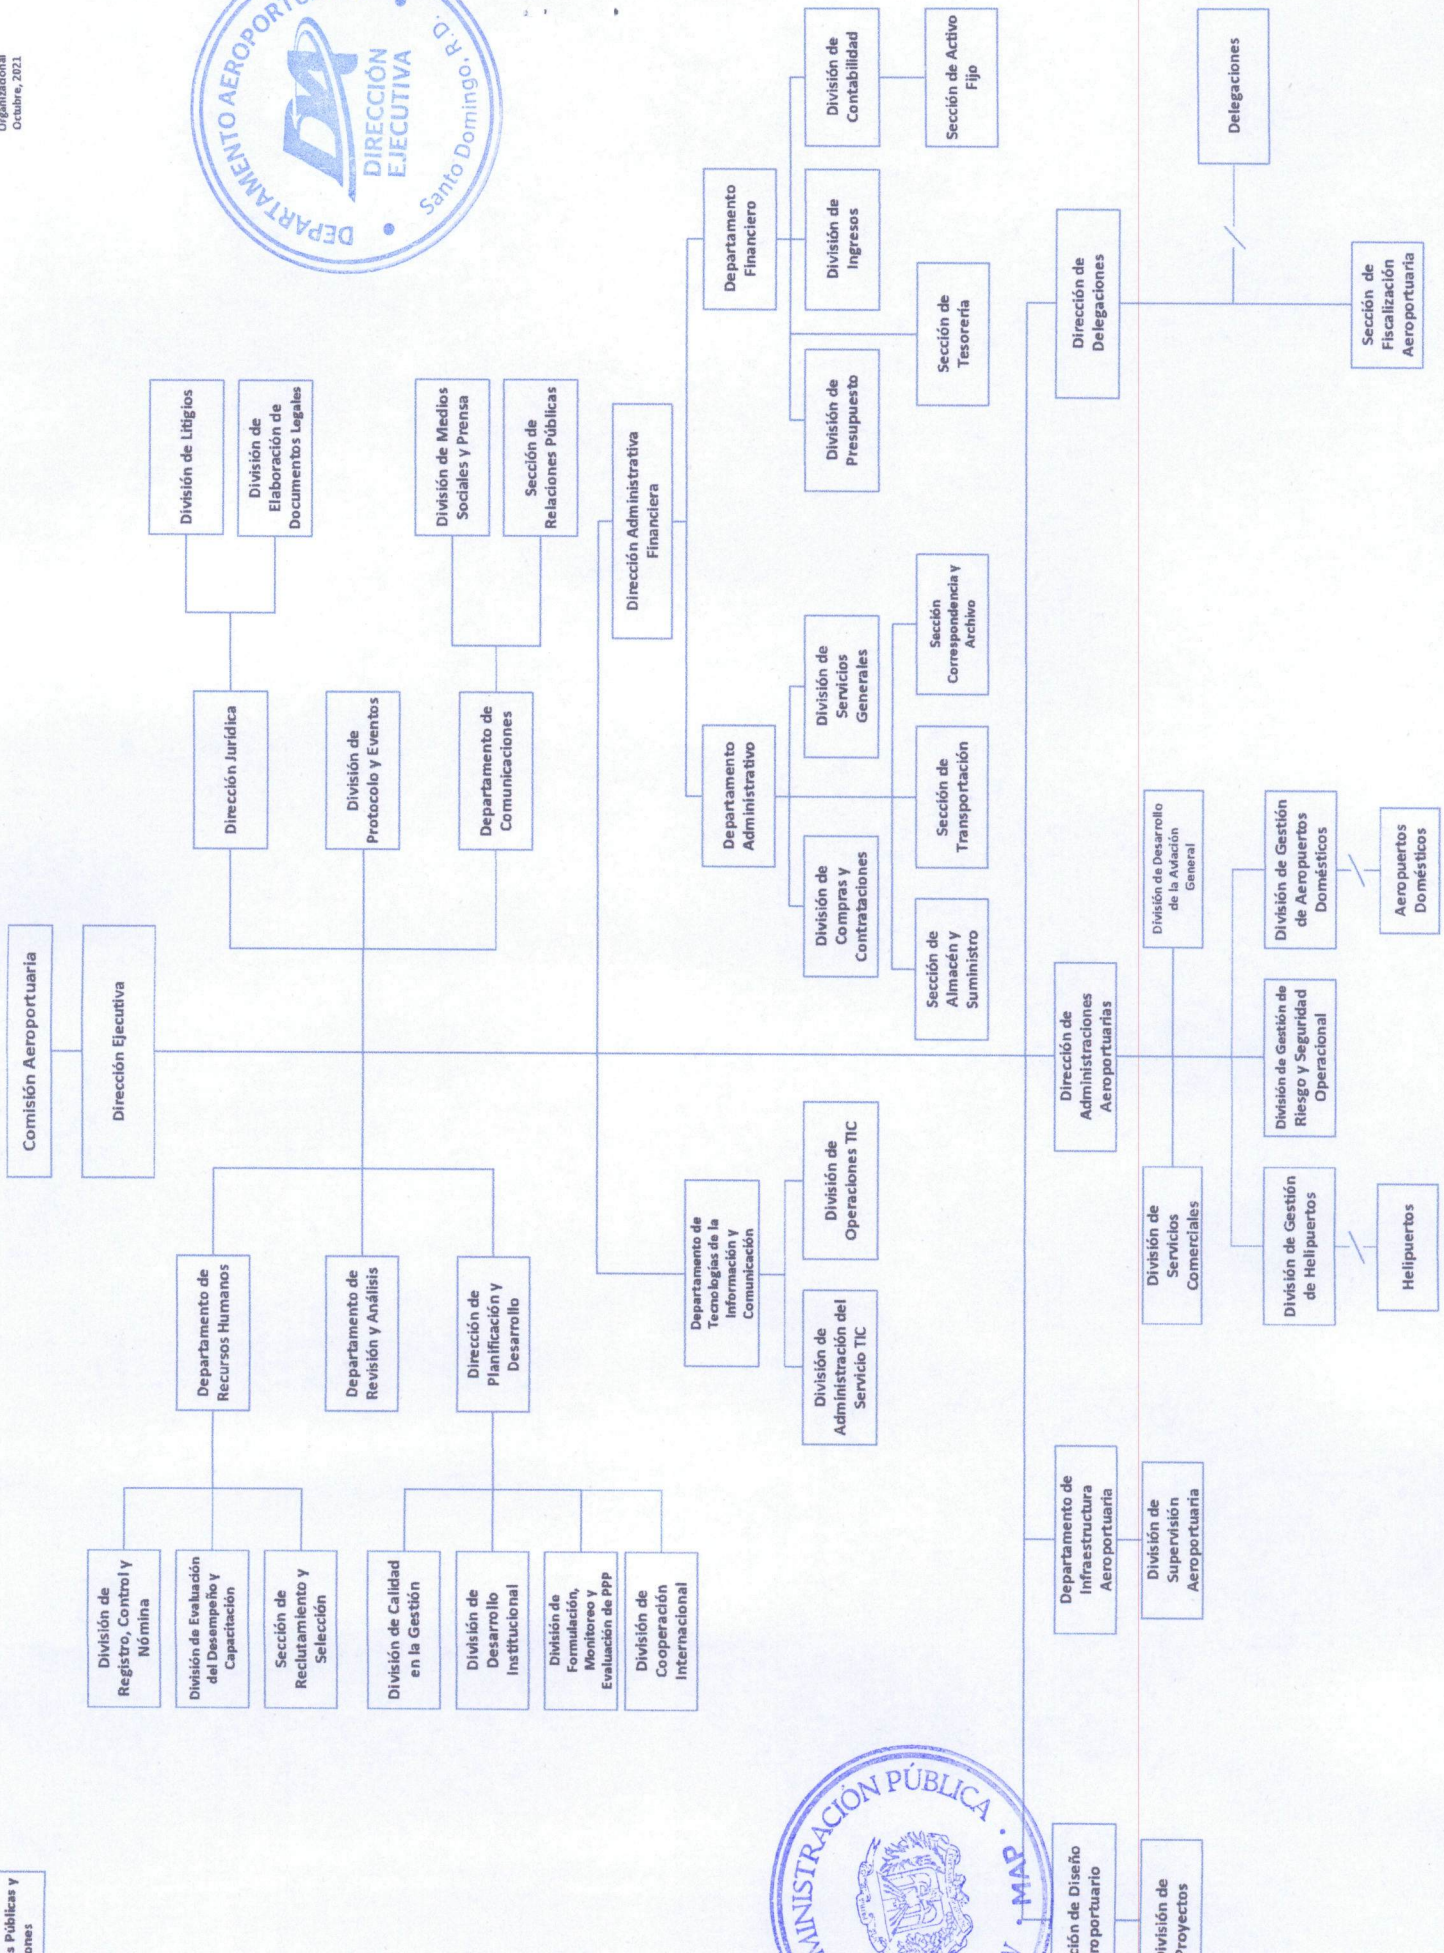 Organizacional
Octubre, 2021
DEPARTAMENTO
DVA
DIRECCIÓN
EJECUTIVA
Santo Domingo, R.D.
s Públicas y
Comisión Aeroportuaria
Dirección Ejecutiva
Departamento de
Recursos Humanos
División de
Registro, Control y
Nómina
División de Evaluación
del Desempeño y
Capacitación
Sección de
Reclutamiento y
Selección
Departamento de
Revisión y Análisis
Dirección de
Planificación y
Desarrollo
División de Calidad
en la Gestión
División de
Desarrollo
Institucional
División de
Formulación,
Monitoreo y
Evaluación de PPP
División de
Cooperación
Internacional
Dirección Jurídica
División de Litigios
División de
Elaboración de
Documentos Legales
División de
Protocolo y Eventos
Departamento de
Comunicaciones
División de Medios
Sociales y Prensa
Sección de
Relaciones Públicas
Departamento de
Tecnologías de la
Información y
Comunicación
División de
Administración del
Servicio TIC
División de
Operaciones TIC
Dirección Administrativa
Financiera
Departamento
Administrativo
División de
Compras y
Contrataciones
División de
Servicios
Generales
Sección de
Almacén y
Suministro
Sección de
Transportación
Sección
Correspondencia y
Archivo
Departamento
Financiero
División de
Presupuesto
División de
Ingresos
División de
Contabilidad
Sección de
Tesorería
Sección de Activo
Fijo
ción de Diseño
roportuario
ivisión de
Proyectos
Departamento de
Infraestructura
Aeroportuaria
División de
Supervisión
Aeroportuaria
Dirección de
Administraciones
Aeroportuarias
División de
Servicios
Comerciales
División de Desarrollo
de la Aviación
General
División de Gestión
de Helipuertos
División de Gestión de
Riesgo y Seguridad
Operacional
División de Gestión
de Aeropuertos
Domésticos
Helipuertos
Aeropuertos
Domésticos
Dirección de
Delegaciones
Delegaciones
Sección de
Fiscalización
Aeroportuaria
MINISTRACIÓN PÚBLICA
MAP